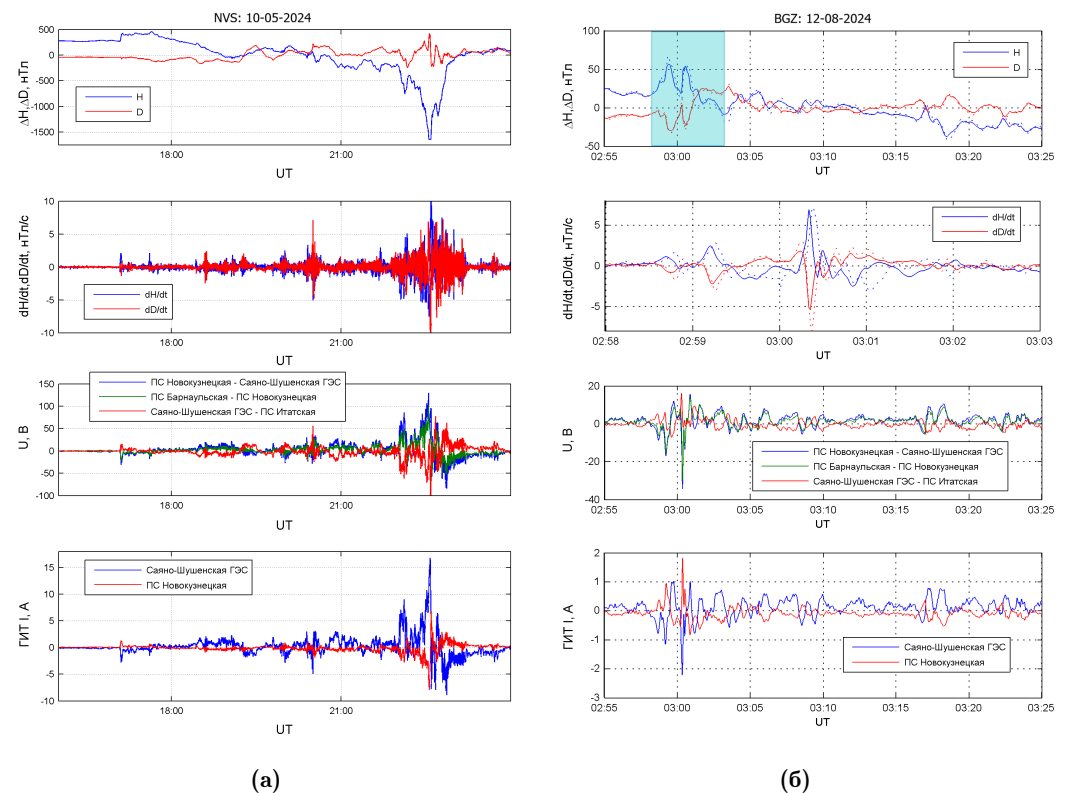 NVS: 10-05-2024
500
0
-500
-1000
-1500
ΔH,ΔD, нТл
H
D
18:00
21:00
UT
10
5
0
-5
-10
dH/dt,dD/dt, нТл/с
dH/dt
dD/dt
18:00
21:00
UT
150
100
50
0
-50
-100
U, В
ПС Новокузнецкая - Саяно-Шушенская ГЭС
ПС Барнаульская - ПС Новокузнецкая
Саяно-Шушенская ГЭС - ПС Итатская
18:00
21:00
UT
15
10
5
0
-5
-10
ГИТ I, А
Саяно-Шушенская ГЭС
ПС Новокузнецкая
18:00
21:00
UT
(а)
BGZ: 12-08-2024
100
50
0
-50
ΔH,ΔD, нТл
H
D
02:55 03:00 03:05 03:10 03:15 03:20 03:25
UT
5
0
-5
dH/dt,dD/dt, нТл/с
dH/dt
dD/dt
02:58 02:59 03:00 03:01 03:02 03:03
UT
20
0
-20
-40
U, В
ПС Новокузнецкая - Саяно-Шушенская ГЭС
ПС Барнаульская - ПС Новокузнецкая
Саяно-Шушенская ГЭС - ПС Итатская
02:55 03:00 03:05 03:10 03:15 03:20 03:25
UT
2
1
0
-1
-2
-3
ГИТ I, А
Саяно-Шушенская ГЭС
ПС Новокузнецкая
02:55 03:00 03:05 03:10 03:15 03:20 03:25
UT
(б)